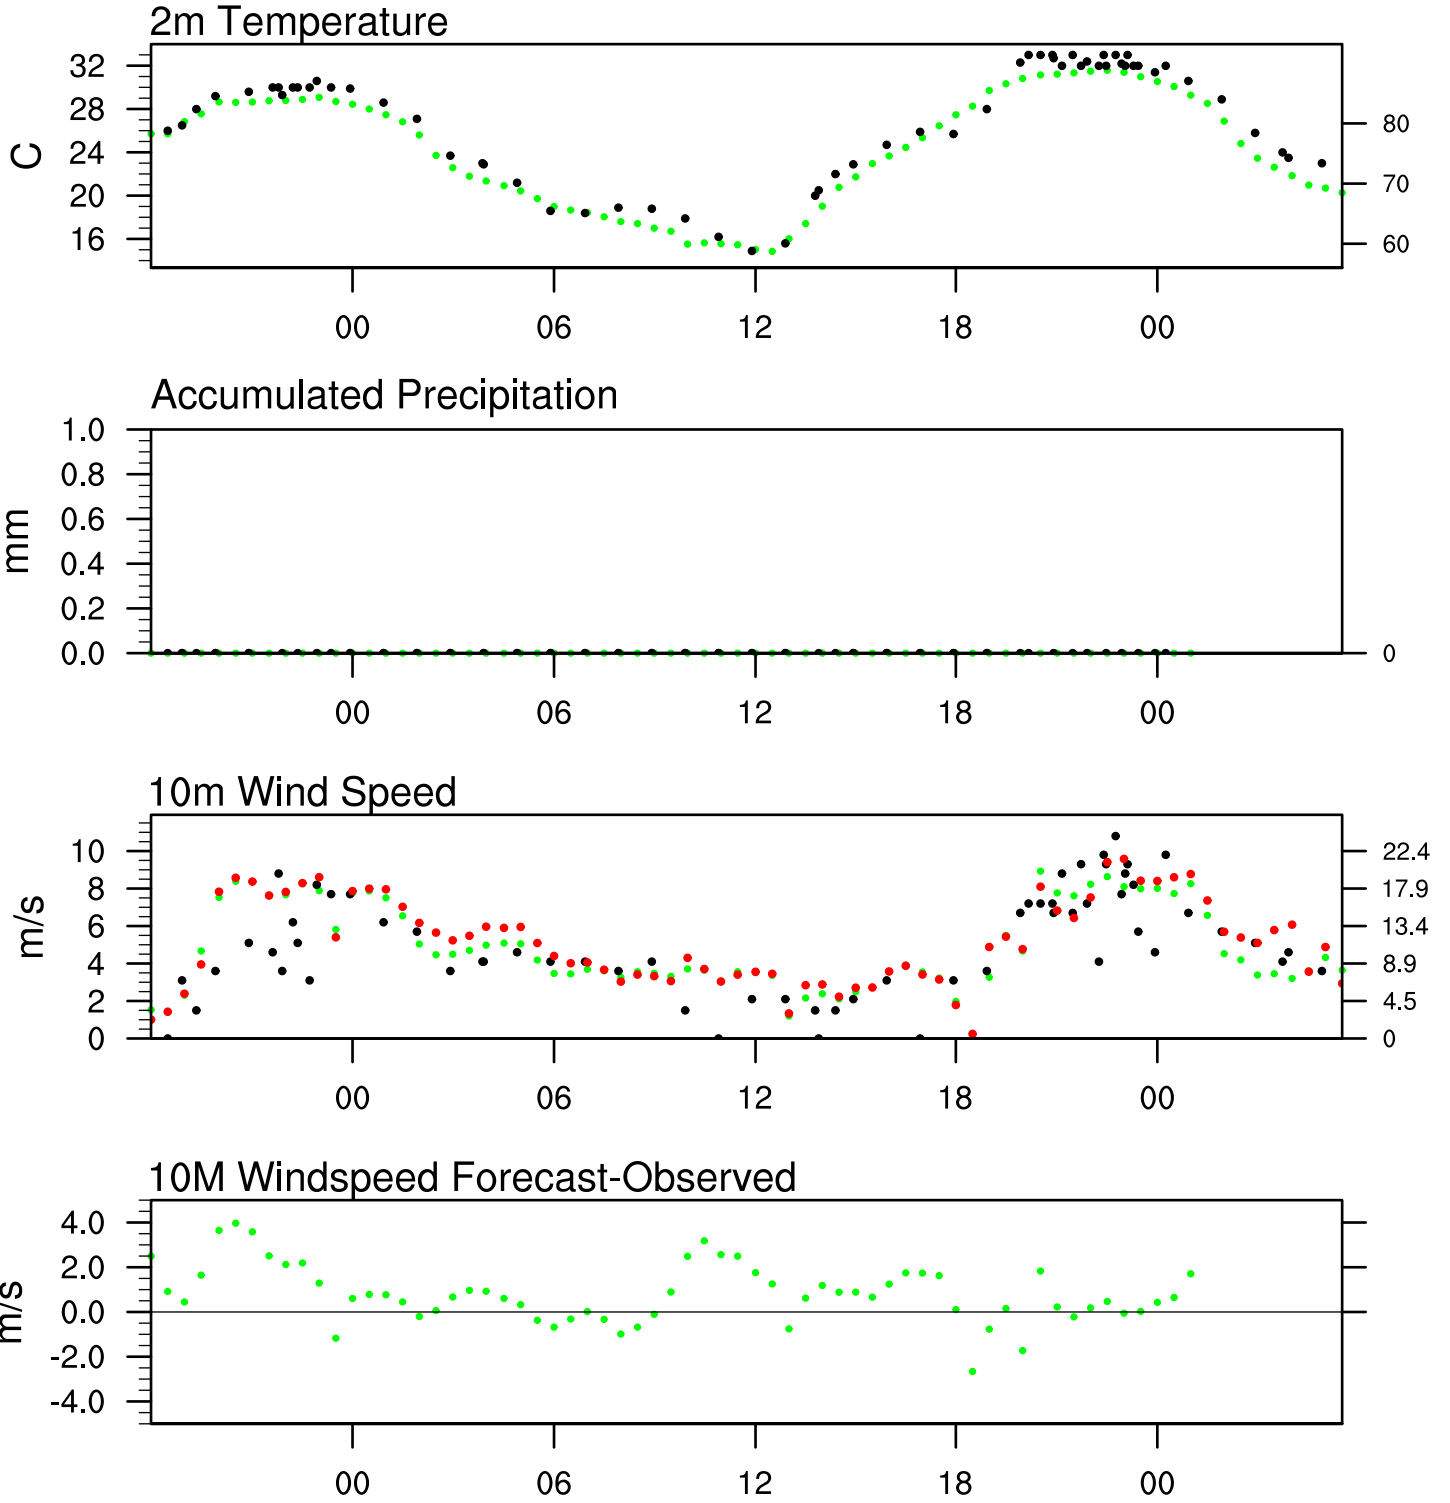 2m Temperature
32
28
24
20
16
C
80
70
60
00 06 12 18 00
Accumulated Precipitation
1.0
0.8
0.6
0.4
0.2
0.0
mm
0
00 06 12 18 00
10m Wind Speed
10
8
6
4
2
0
m/s
22.4
17.9
13.4
8.9
4.5
0
00 06 12 18 00
10M Windspeed Forecast-Observed
4.0
2.0
0.0
-2.0
-4.0
m/s
00 06 12 18 00